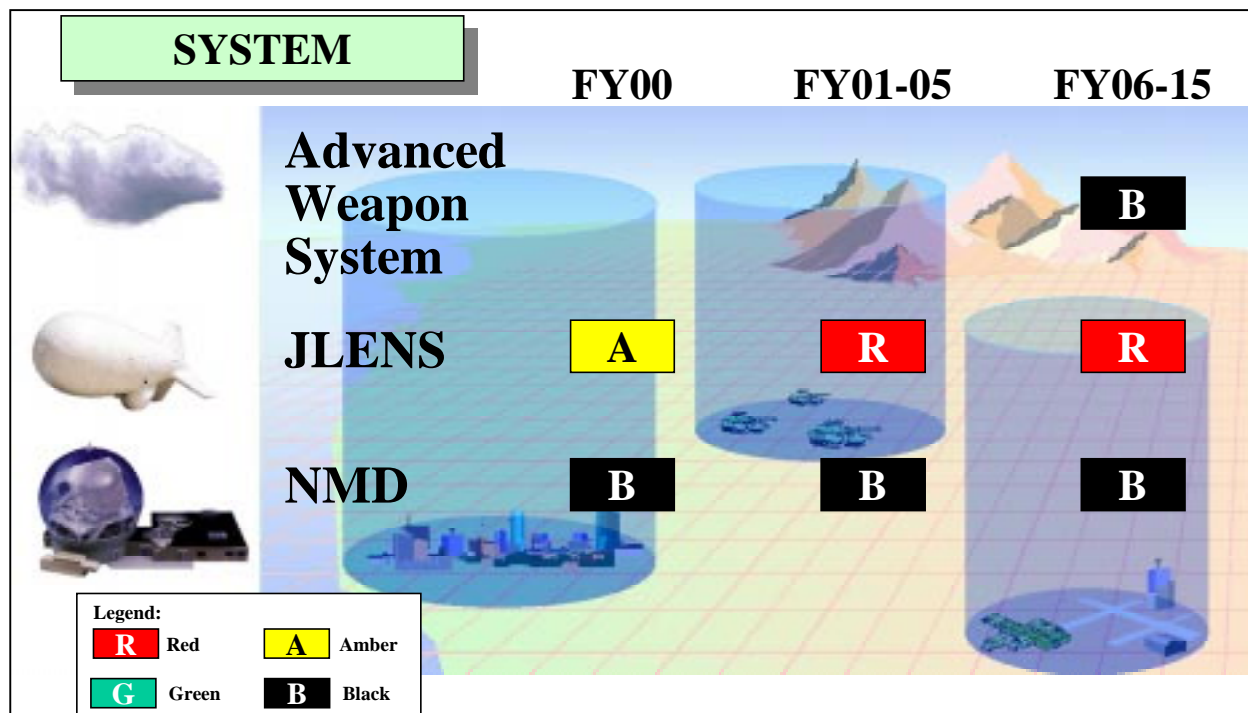 SYSTEM
FY00 FY01-05 FY06-15
Advanced
Weapon
System
B
JLENS A R R
NMD B B B
Legend:
R Red A Amber
G Green B Black